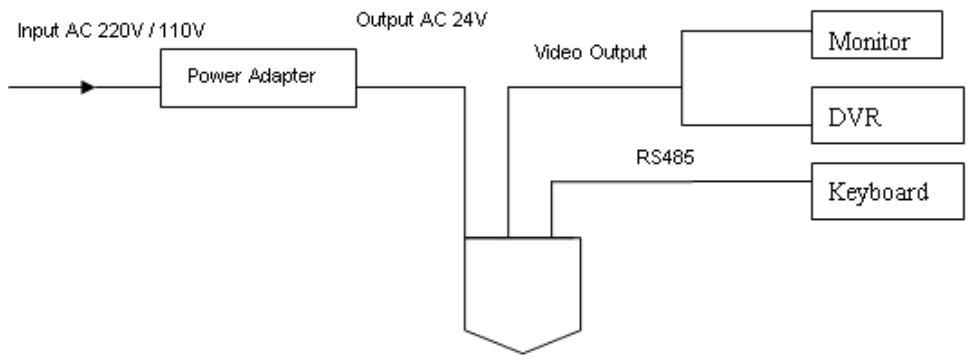 Input AC 220V / 110V
Output AC 24V
Power Adapter
Video Output
Monitor
DVR
RS485
Keyboard